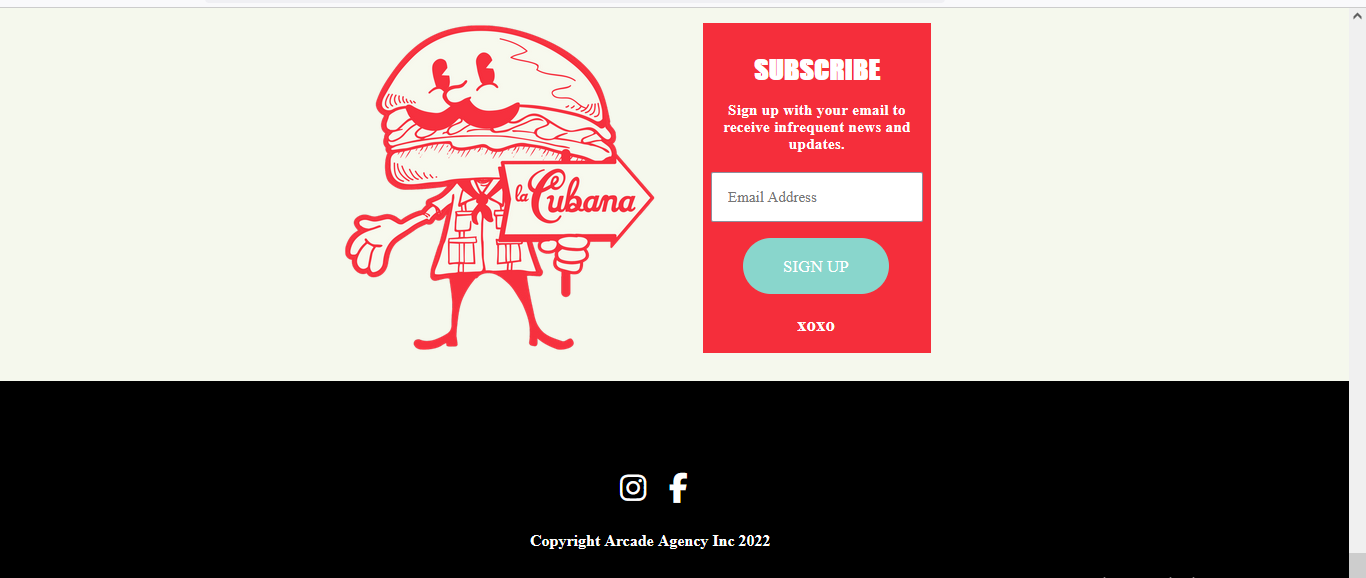 la Cubana
SUBSCRIBE
Sign up with your email to
receive infrequent news and
updates.
Email Address
SIGN UP
xoxo
Copyright Arcade Agency Inc 2022